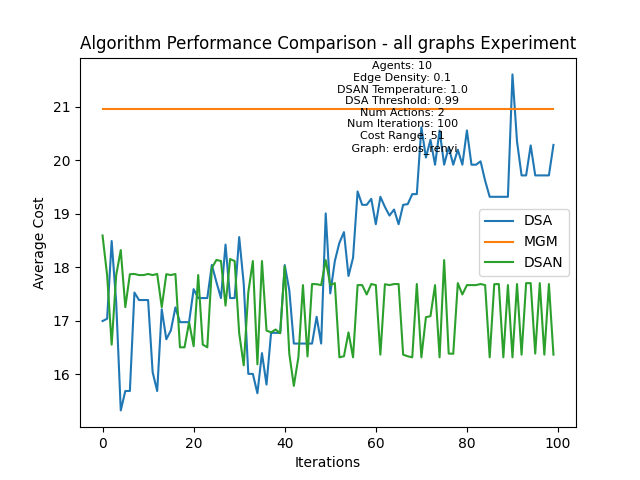 Algorithm Performance Comparison - all graphs Experiment
Agents: 10
Edge Density: 0.1
DSAN Temperature: 1.0
DSA Threshold: 0.99
Num Actions: 2
Num Iterations: 100
Cost Range: 51
Graph: erdos_renyi
21
20
19
18
17
16
Average Cost
DSA
MGM
DSAN
0
20
40
60
80
100
Iterations